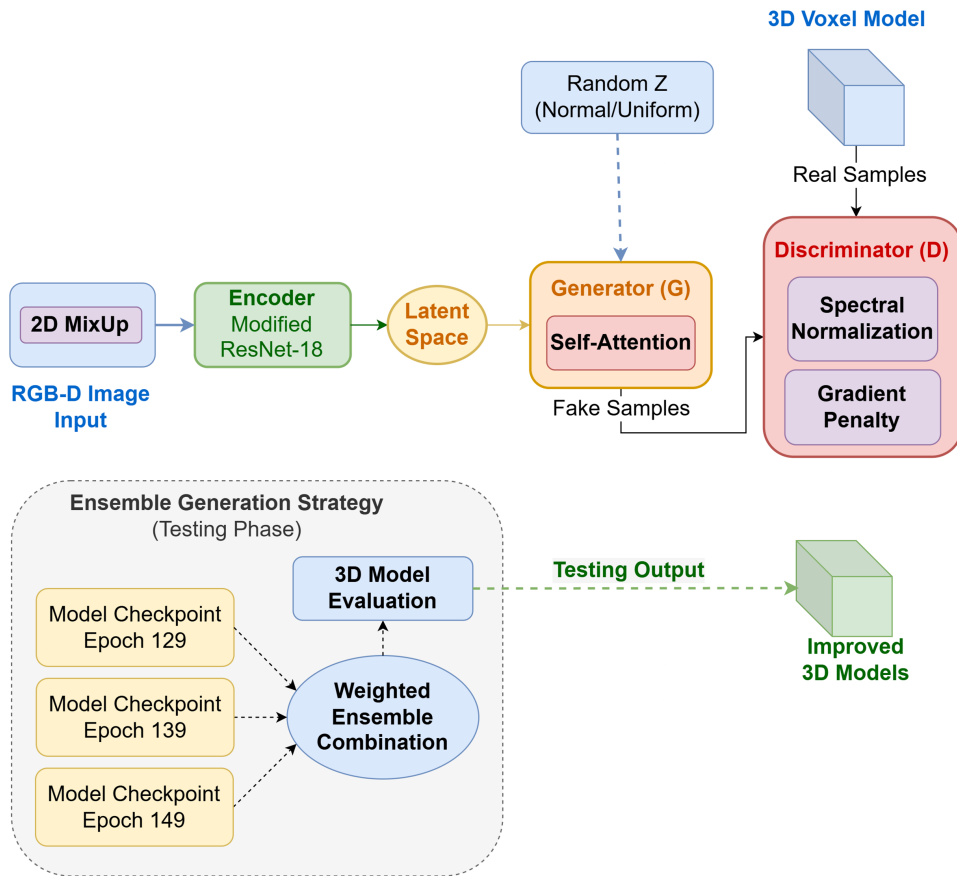 3D Voxel Model
Random Z
(Normal/Uniform)
Real Samples
2D MixUp
RGB-D Image
Input
Encoder
Modified
ResNet-18
Latent
Space
Generator (G)
Self-Attention
Fake Samples
Discriminator (D)
Spectral
Normalization
Gradient
Penalty
Ensemble Generation Strategy
(Testing Phase)
3D Model
Evaluation
Model Checkpoint
Epoch 129
Model Checkpoint
Epoch 139
Model Checkpoint
Epoch 149
Weighted
Ensemble
Combination
Testing Output
Improved
3D Models